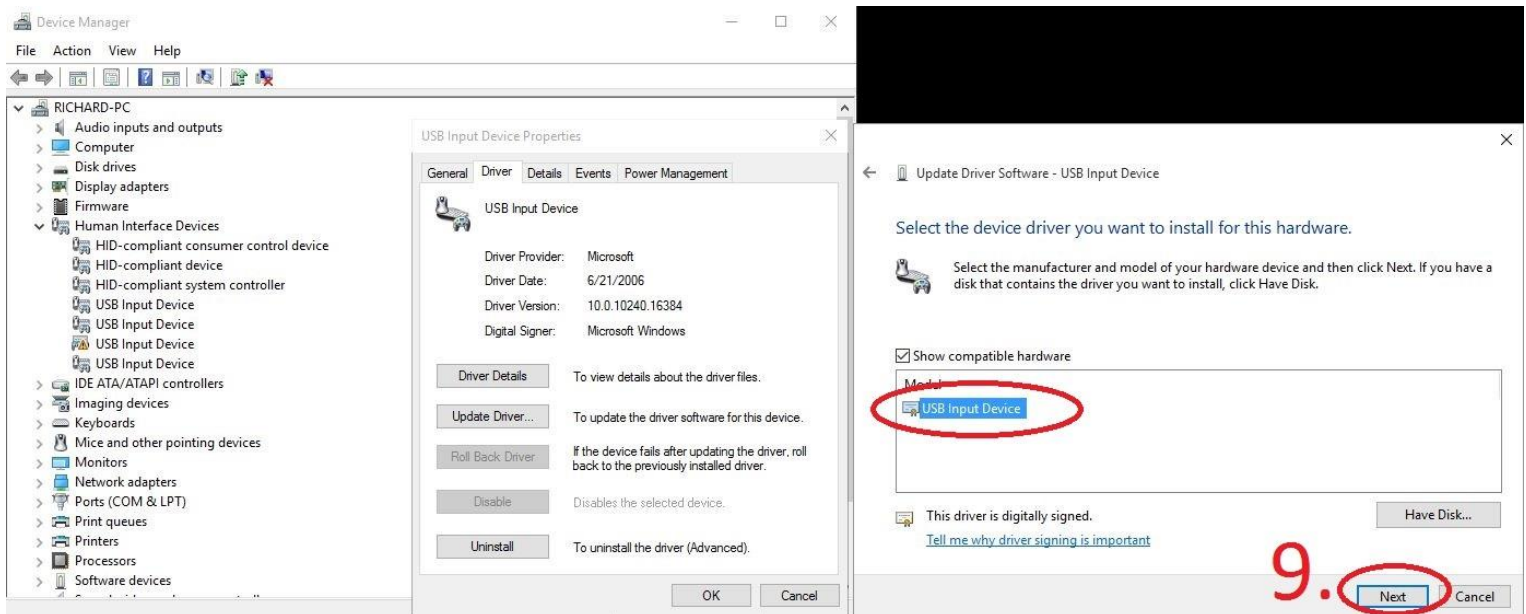 Device Manager
File Action View Help
RICHARD-PC
Audio inputs and outputs
Computer
Disk drives
Display adapters
Firmware
Human Interface Devices
HID-compliant consumer control device
HID-compliant device
HID-compliant system controller
USB Input Device
USB Input Device
USB Input Device
USB Input Device
IDE ATA/ATAPI controllers
Imaging devices
Keyboards
Mice and other pointing devices
Monitors
Network adapters
Ports (COM & LPT)
Print queues
Printers
Processors
Software devices
USB Input Device Properties
General Driver Details Events Power Management
USB Input Device
Driver Provider: Microsoft
Driver Date: 6/21/2006
Driver Version: 10.0.10240.16384
Digital Signer: Microsoft Windows
Driver Details To view details about the driver files.
Update Driver... To update the driver software for this device.
Roll Back Driver If the device fails after updating the driver, roll
back to the previously installed driver.
Disable Disables the selected device.
Uninstall To uninstall the driver (Advanced).
OK Cancel
Update Driver Software - USB Input Device
Select the device driver you want to install for this hardware.
Select the manufacturer and model of your hardware device and then click Next. If you have a
disk that contains the driver you want to install, click Have Disk.
Show compatible hardware
Model
USB Input Device
This driver is digitally signed.
Have Disk...
Tell me why driver signing is important
9.
Next Cancel